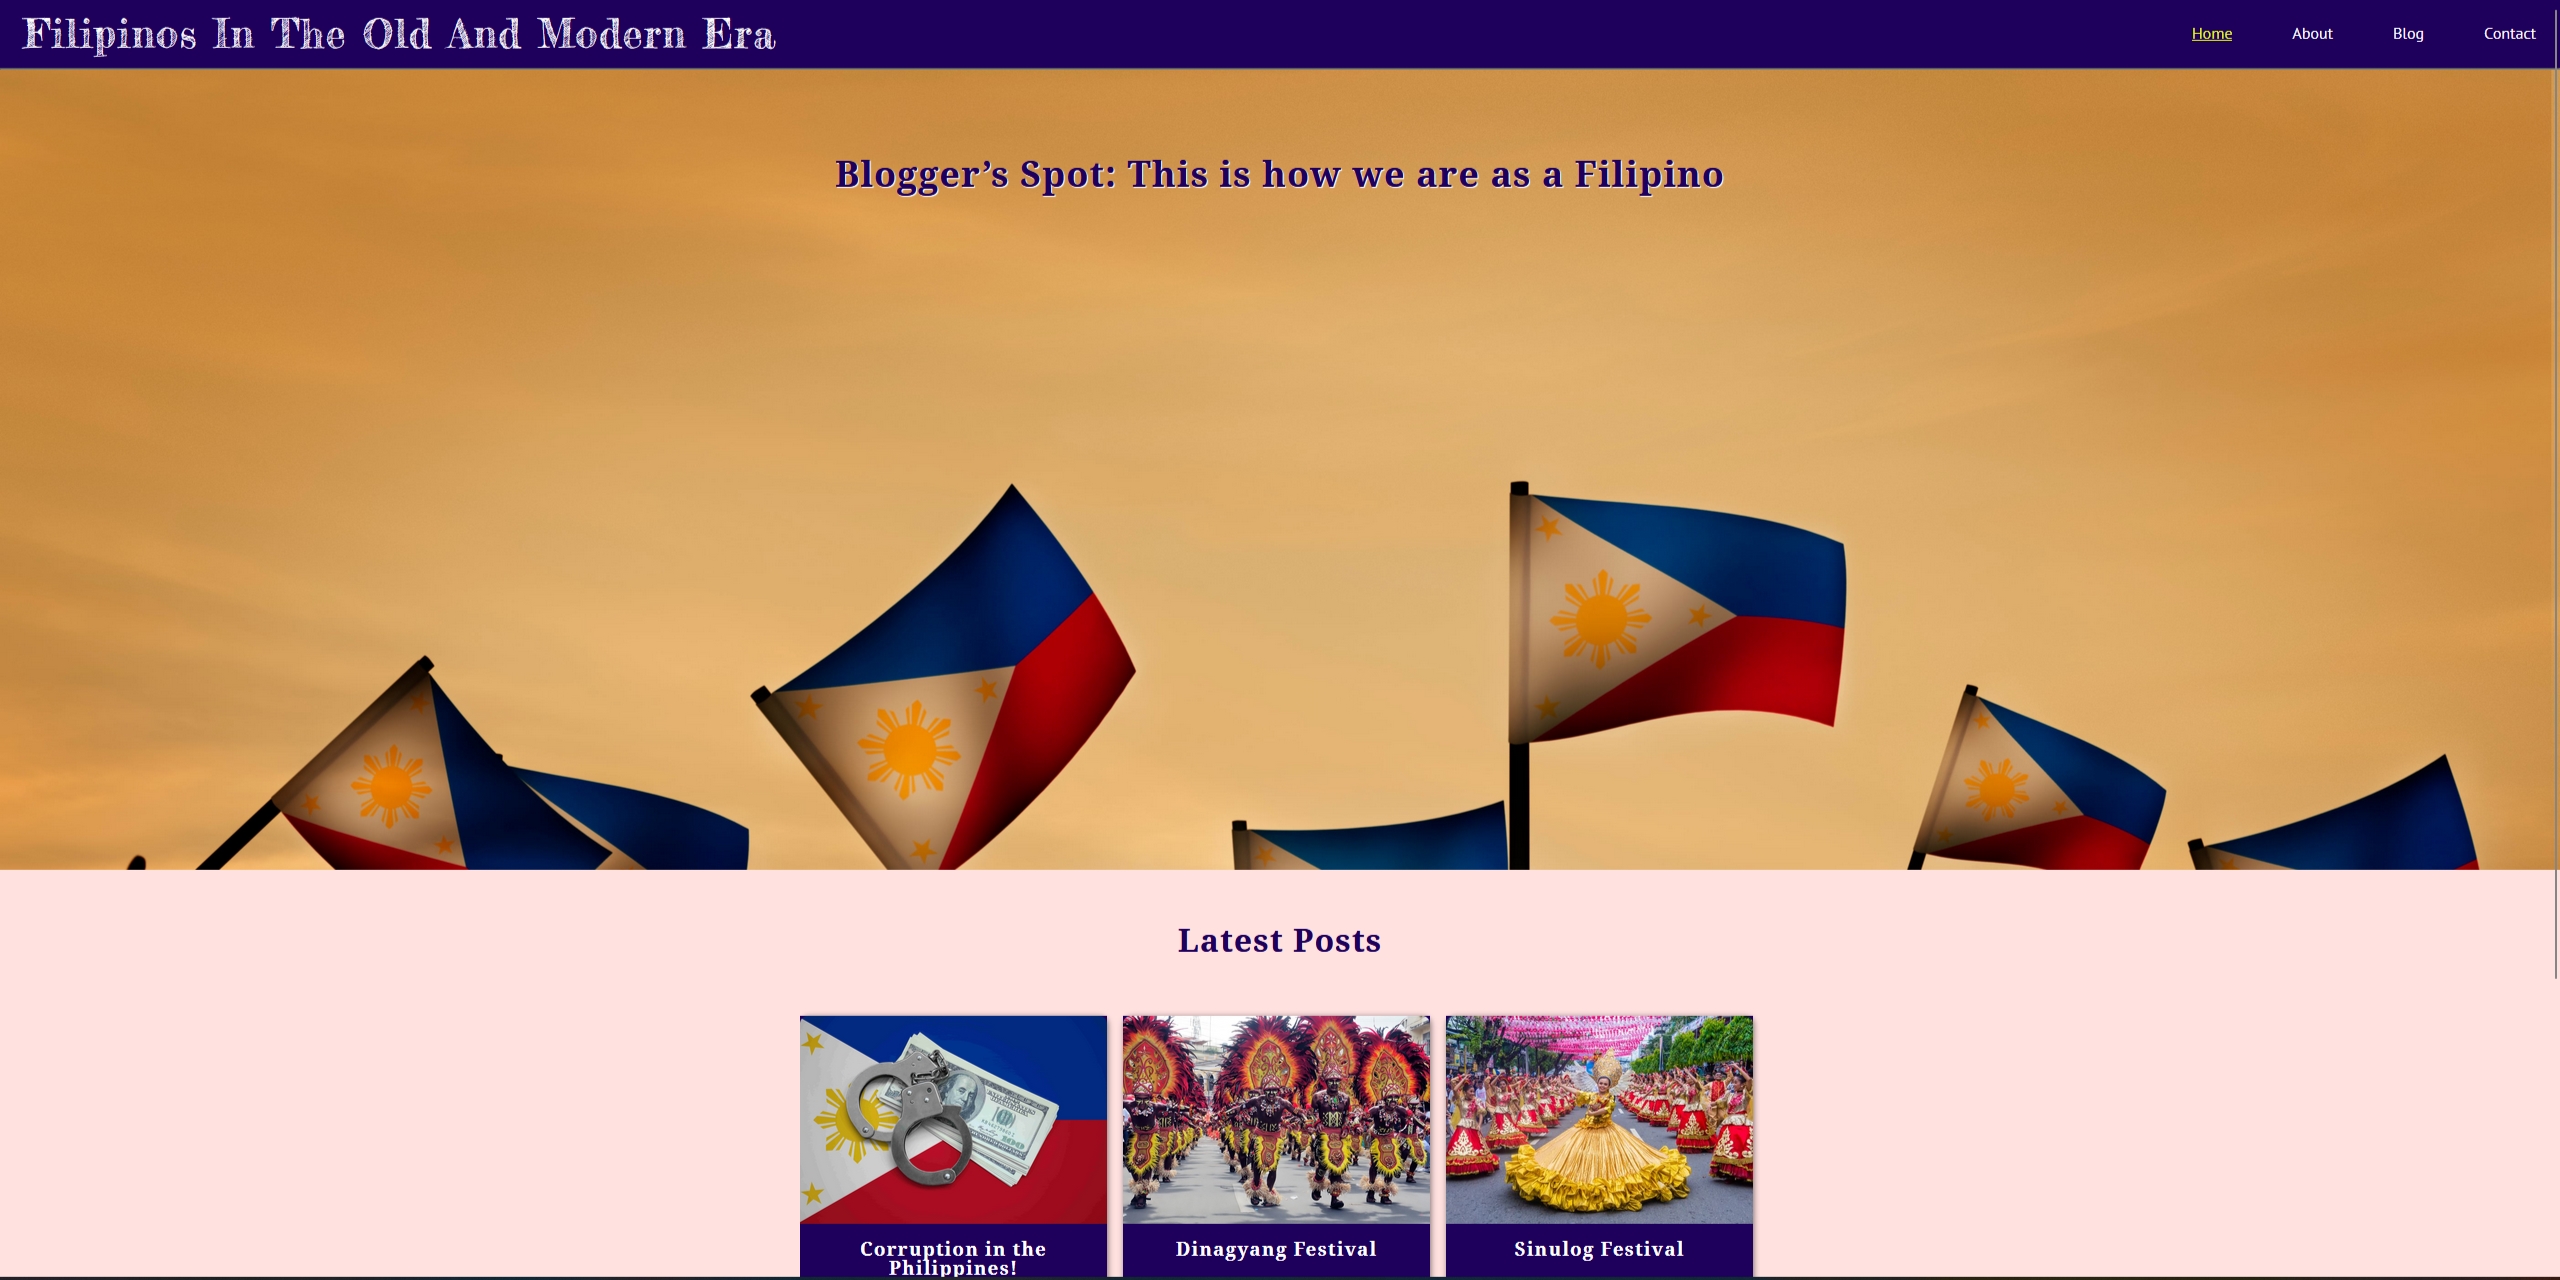 Filipinos In The Old And Modern Era
Home About Blog Contact
Blogger’s Spot: This is how we are as a Filipino
Latest Posts
Corruption in the
Philippines!
Dinagyang Festival
Sinulog Festival